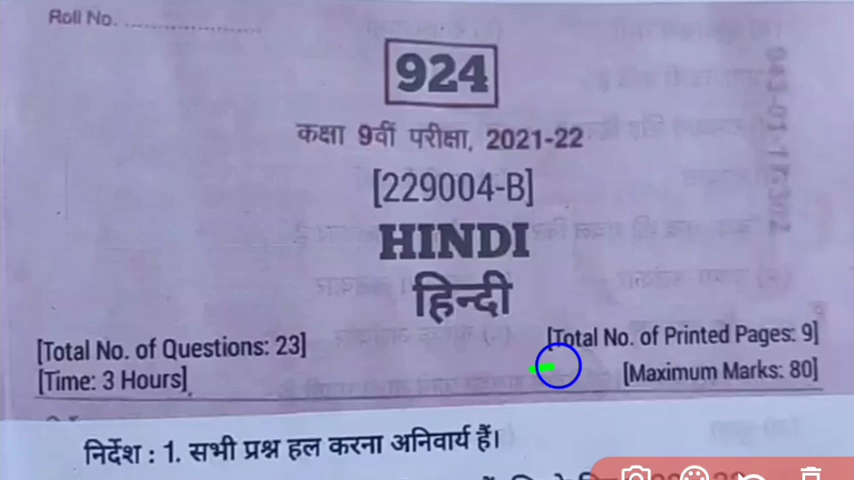 Roll No. ........................
924
कक्षा 9वीं परीक्षा, 2021-22
[229004-B]
HINDI
हिन्दी
[Total No. of Questions: 23] [Total No. of Printed Pages: 9]
[Time: 3 Hours] [Maximum Marks: 80]
निर्देश : 1. सभी प्रश्न हल करना अनिवार्य हैं।